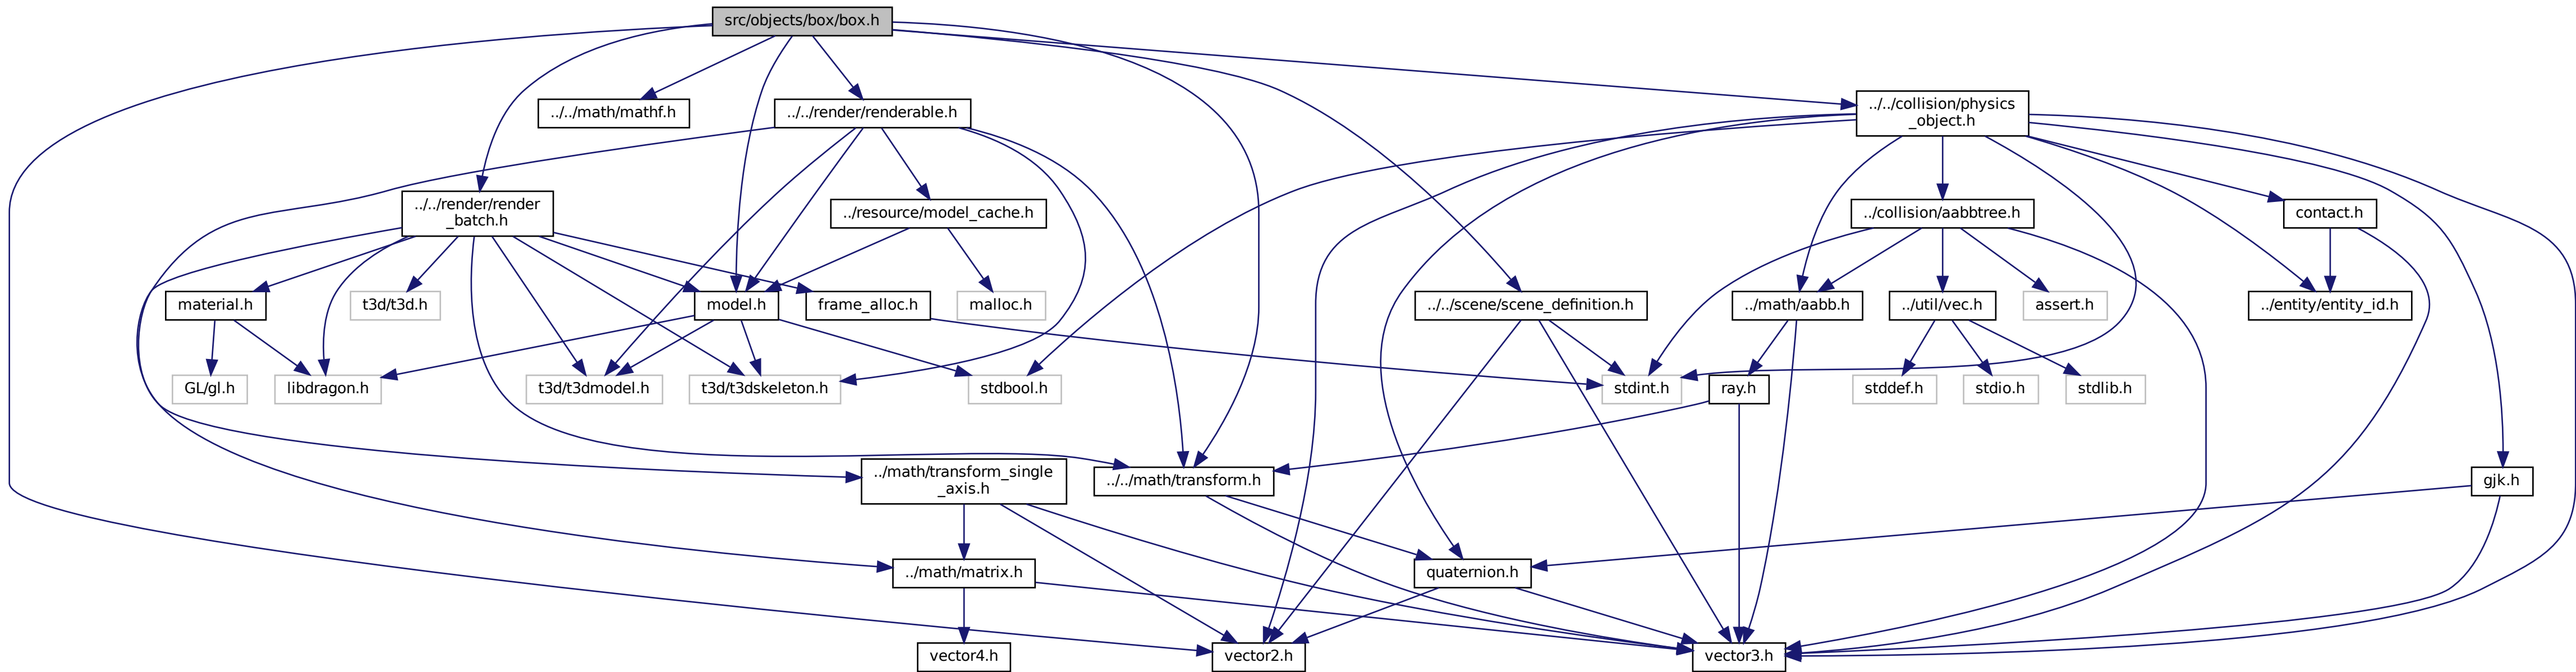 src/objects/box/box.h
../../math/mathf.h
../../render/renderable.h
../../collision/physics
_object.h
../../render/render
_batch.h
../resource/model_cache.h
../collision/aabbtree.h
contact.h
material.h
t3d/t3d.h
model.h
frame_alloc.h
malloc.h
../../scene/scene_definition.h
../math/aabb.h
../util/vec.h
assert.h
../entity/entity_id.h
GL/gl.h
libdragon.h
t3d/t3dmodel.h
t3d/t3dskeleton.h
stdbool.h
stdint.h
ray.h
stddef.h
stdio.h
stdlib.h
../math/transform_single
_axis.h
../../math/transform.h
gjk.h
../math/matrix.h
quaternion.h
vector4.h
vector2.h
vector3.h